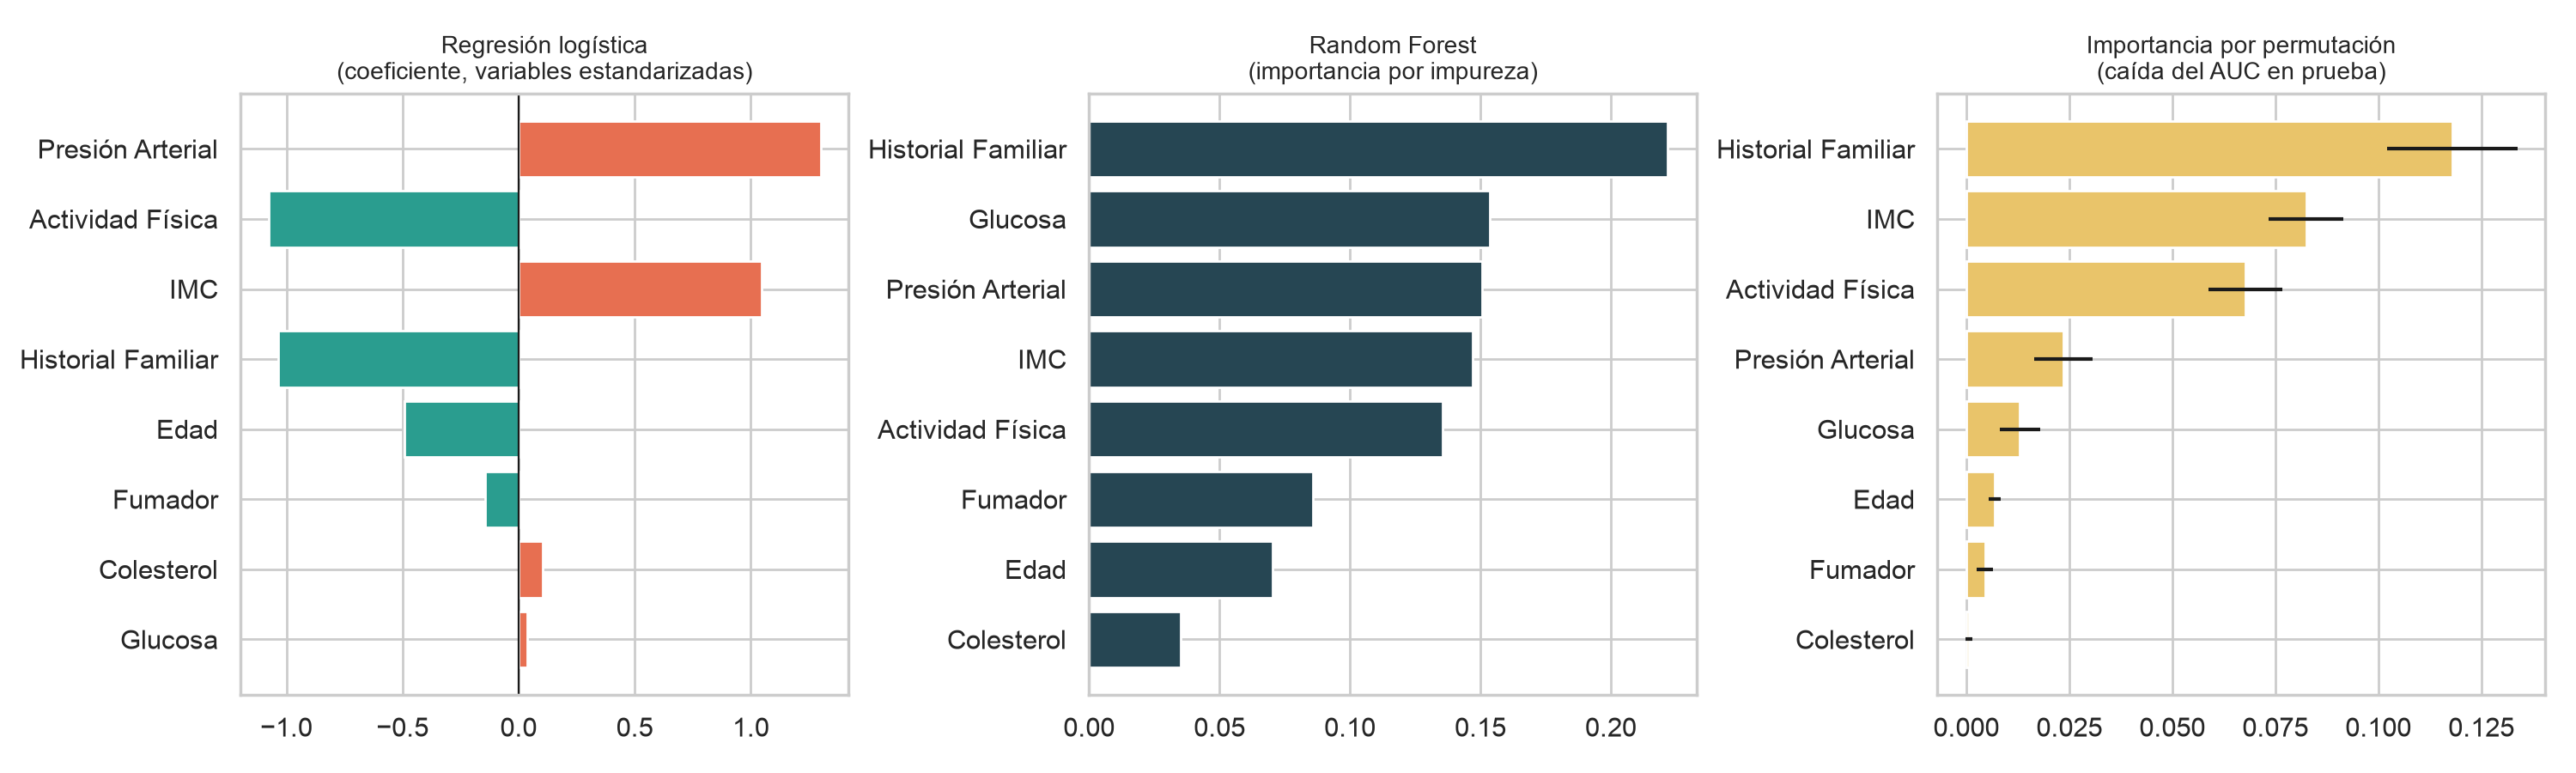 Regresión logística
(coeficiente, variables estandarizadas)
Presión Arterial
Actividad Física
IMC
Historial Familiar
Edad
Fumador
Colesterol
Glucosa
−1.0 −0.5 0.0 0.5 1.0
Random Forest
(importancia por impureza)
Historial Familiar
Glucosa
Presión Arterial
IMC
Actividad Física
Fumador
Edad
Colesterol
0.00 0.05 0.10 0.15 0.20
Importancia por permutación
(caída del AUC en prueba)
Historial Familiar
IMC
Actividad Física
Presión Arterial
Glucosa
Edad
Fumador
Colesterol
0.000 0.025 0.050 0.075 0.100 0.125